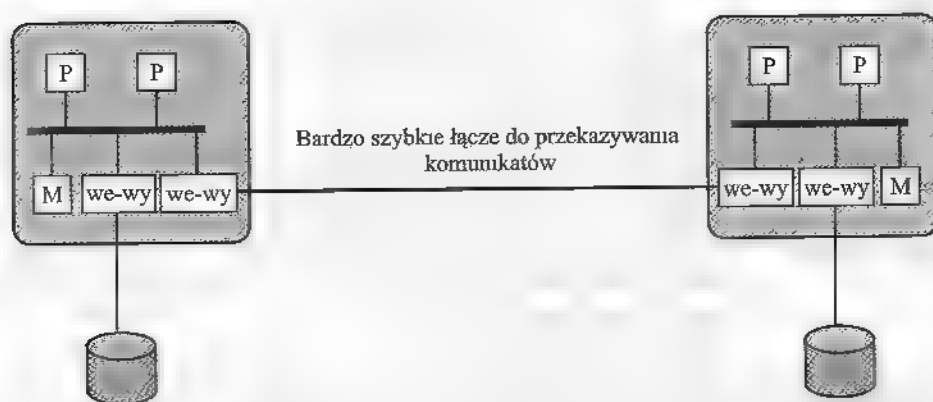 P P
P P
Bardzo szybkie łącze do przekazywania
komunikatów
M we-wy we-wy
we-wy we-wy M